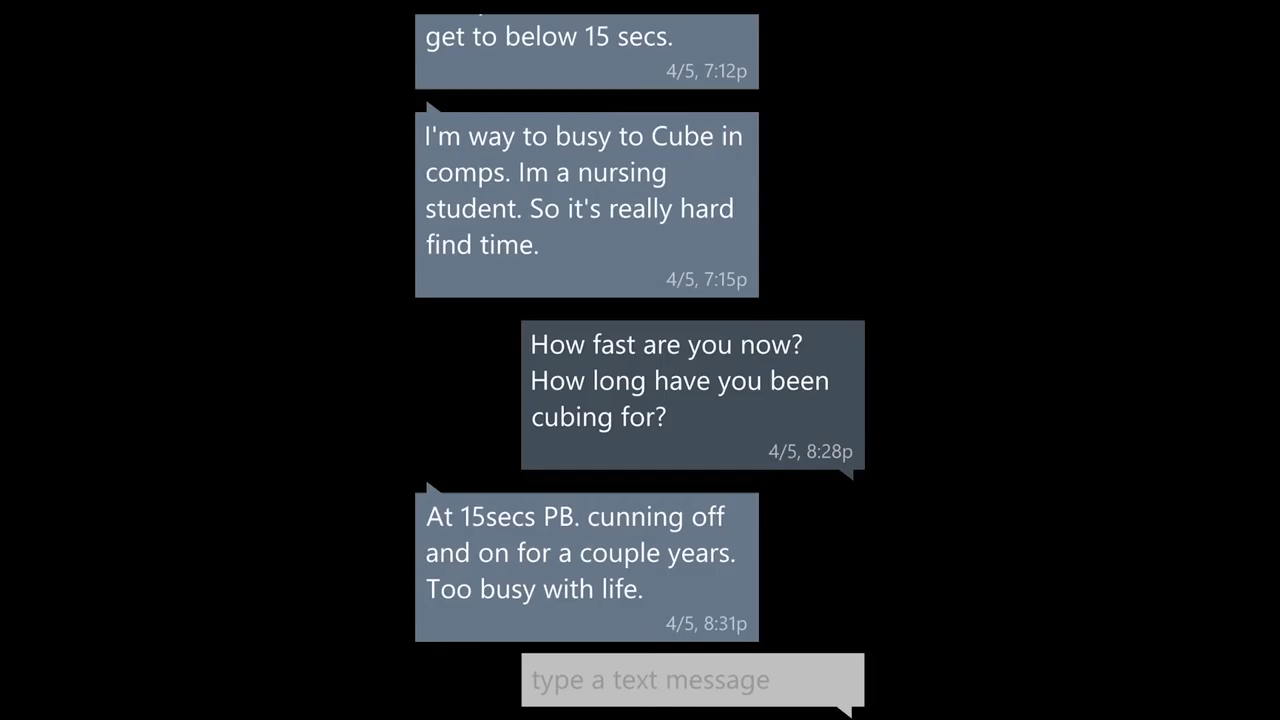 get to below 15 secs.
4/5, 7:12p
I'm way to busy to Cube in
comps. Im a nursing
student. So it's really hard
find time.
4/5, 7:15p
How fast are you now?
How long have you been
cubing for?
4/5, 8:28p
At 15secs PB. cunning off
and on for a couple years.
Too busy with life.
4/5, 8:31p
type a text message